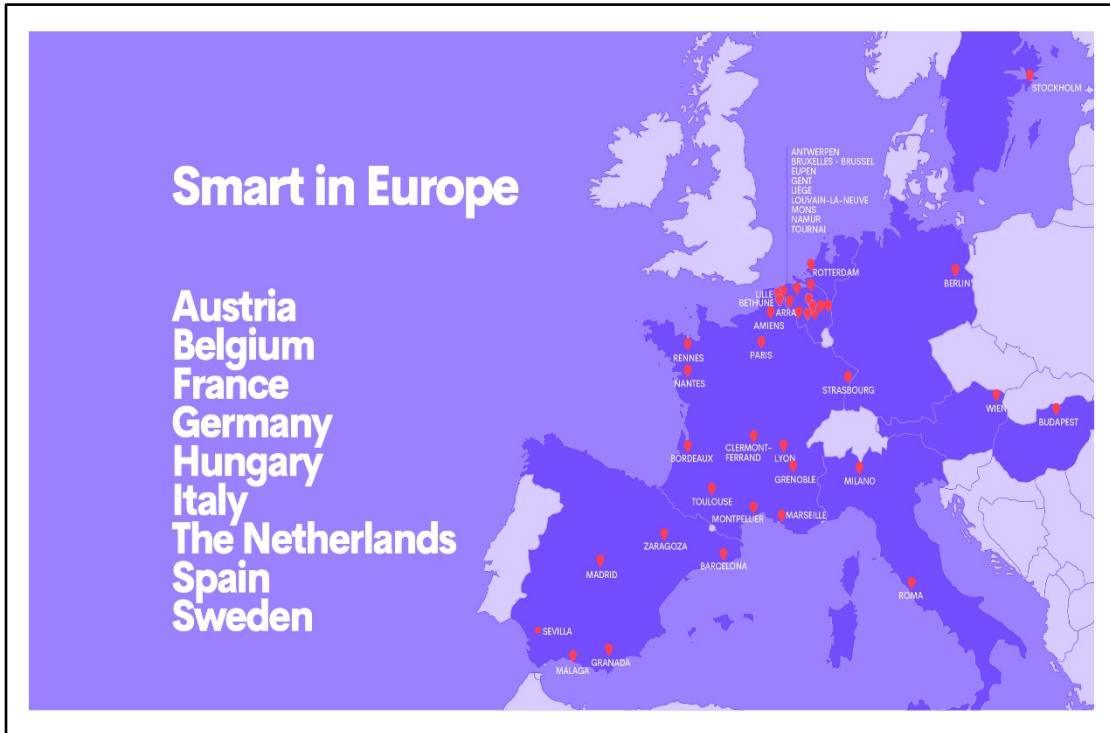 Smart in Europe
Austria
Belgium
France
Germany
Hungary
Italy
The Netherlands
Spain
Sweden
STOCKHOLM
ANTWERPEN
BRUXELLES - BRUSSEL
EUPEN
GENT
LIÈGE
LOUVAIN-LA-NEUVE
MONS
NAMUR
TOURNAI
ROTTERDAM
BERLIN
LILLE
BÉTHUNE
ARRA
AMIENS
PARIS
RENNES
NANTES
STRASBOURG
WIEN
BUDAPEST
CLERMONT-
FERRAND
LYON
BORDEAUX
GRENOBLE
MILANO
TOULOUSE
MONTPELLIER
MARSEILLE
ZARAGOZA
BARCELONA
MADRID
ROMA
SEVILLA
MÁLAGA
GRANADA